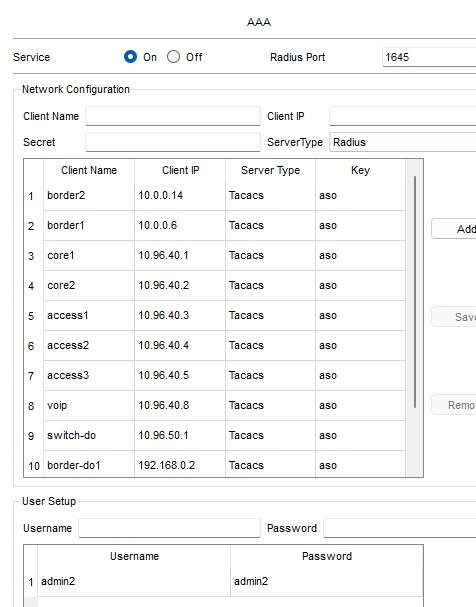 AAA
Service On Off Radius Port 1645
Network Configuration
Client Name Client IP
Secret ServerType Radius
Client Name Client IP Server Type Key
1 border2 10.0.0.14 Tacacs aso
2 border1 10.0.0.6 Tacacs aso
3 core1 10.96.40.1 Tacacs aso
4 core2 10.96.40.2 Tacacs aso
5 access1 10.96.40.3 Tacacs aso
6 access2 10.96.40.4 Tacacs aso
7 access3 10.96.40.5 Tacacs aso
8 voip 10.96.40.8 Tacacs aso
9 switch-do 10.96.50.1 Tacacs aso
10 border-do1 192.168.0.2 Tacacs aso
Add
Save
Remo
User Setup
Username Password
Username Password
1 admin2 admin2